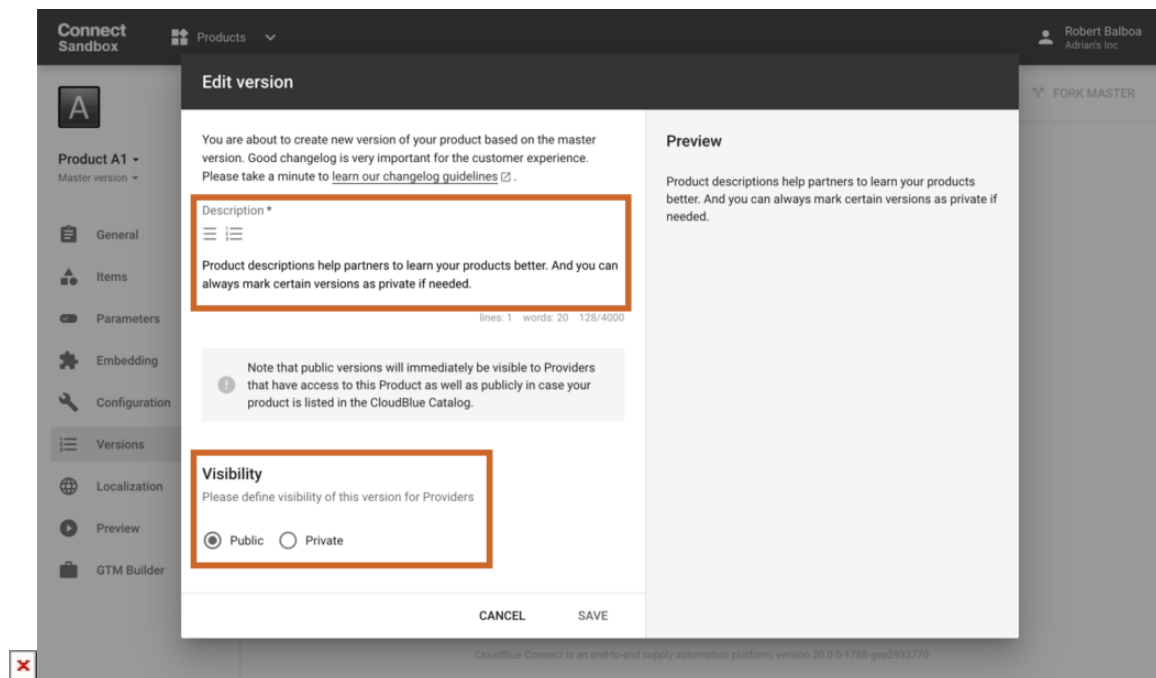 Connect
Sandbox
Products
Robert Balboa
Adrian's Inc
Edit version
FORK MASTER
A
Product A1
Master version
General
Items
Parameters
Embedding
Configuration
Versions
Localization
Preview
GTM Builder
You are about to create new version of your product based on the master
version. Good changelog is very important for the customer experience.
Please take a minute to learn our changelog guidelines.
Description *
Product descriptions help partners to learn your products better. And you can
always mark certain versions as private if needed.
lines: 1 words: 20 128/4000
Note that public versions will immediately be visible to Providers
that have access to this Product as well as publicly in case your
product is listed in the CloudBlue Catalog.
Visibility
Please define visibility of this version for Providers
Public Private
CANCEL SAVE
Preview
Product descriptions help partners to learn your products
better. And you can always mark certain versions as private if
needed.
CloudBlue Connect is an end-to-end supply automation platform, version 20.0.0-1788-gee2933770